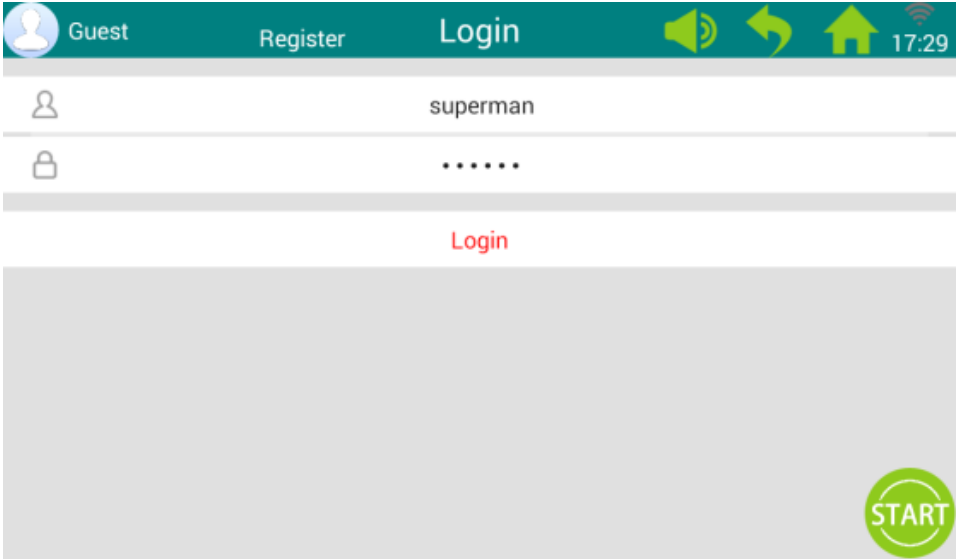 Guest Register Login 17:29
superman
••••••
Login
START